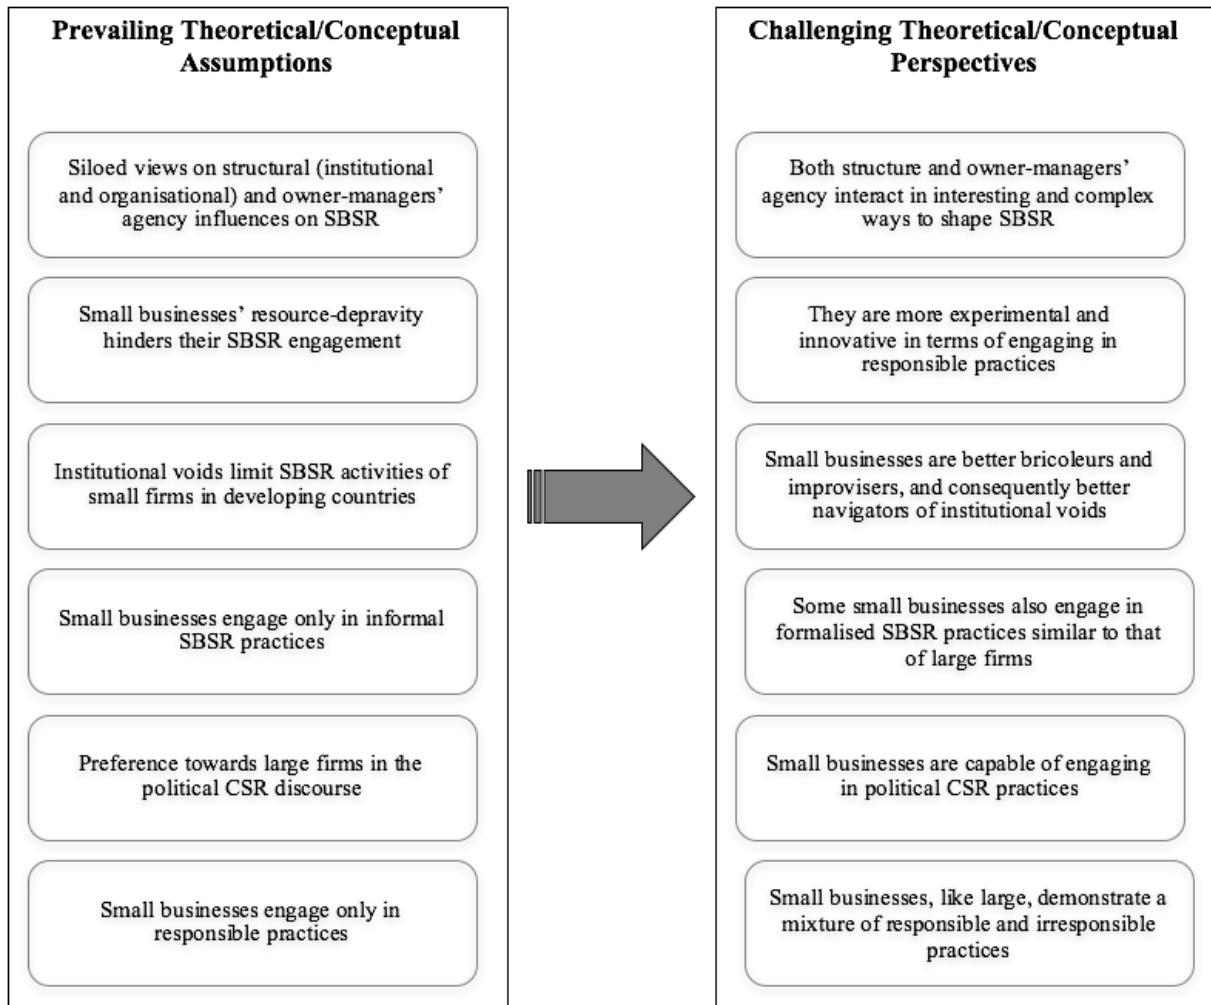 Prevailing Theoretical/Conceptual
Assumptions
Siloed views on structural (institutional
and organisational) and owner-managers’
agency influences on SBSR
Small businesses’ resource-depravity
hinders their SBSR engagement
Institutional voids limit SBSR activities of
small firms in developing countries
Small businesses engage only in informal
SBSR practices
Preference towards large firms in the
political CSR discourse
Small businesses engage only in
responsible practices
Challenging Theoretical/Conceptual
Perspectives
Both structure and owner-managers’
agency interact in interesting and complex
ways to shape SBSR
They are more experimental and
innovative in terms of engaging in
responsible practices
Small businesses are better bricoleurs and
improvisers, and consequently better
navigators of institutional voids
Some small businesses also engage in
formalised SBSR practices similar to that
of large firms
Small businesses are capable of engaging
in political CSR practices
Small businesses, like large, demonstrate a
mixture of responsible and irresponsible
practices